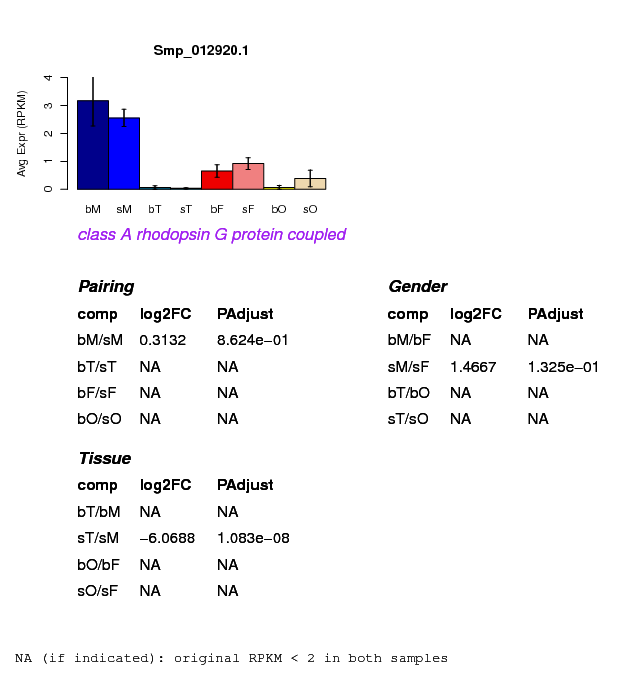 Smp_012920.1
Avg Expr (RPKM)
4
3
2
1
0
bM sM bT sT bF sF bO sO
class A rhodopsin G protein coupled
Pairing
comp log2FC PAdjust
bM/sM 0.3132 8.624e−01
bT/sT NA NA
bF/sF NA NA
bO/sO NA NA
Gender
comp log2FC PAdjust
bM/bF NA NA
sM/sF 1.4667 1.325e−01
bT/bO NA NA
sT/sO NA NA
Tissue
comp log2FC PAdjust
bT/bM NA NA
sT/sM −6.0688 1.083e−08
bO/bF NA NA
sO/sF NA NA
NA (if indicated): original RPKM < 2 in both samples